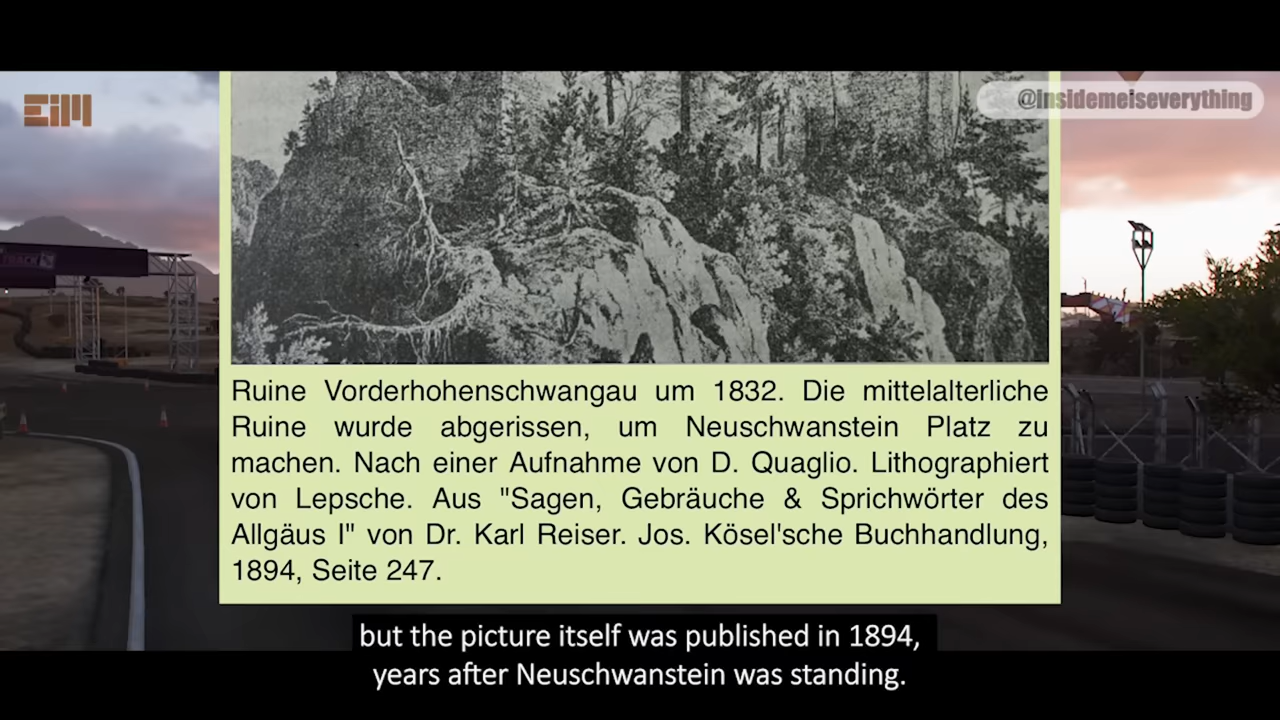 EiM
@Insidemeiseverything
TRACK
Ruine Vorderhohenschwangau um 1832. Die mittelalterliche
Ruine wurde abgerissen, um Neuschwanstein Platz zu
machen. Nach einer Aufnahme von D. Quaglio. Lithographiert
von Lepsche. Aus "Sagen, Gebräuche & Sprichwörter des
Allgäus I" von Dr. Karl Reiser. Jos. Kösel'sche Buchhandlung,
1894, Seite 247.
but the picture itself was published in 1894,
years after Neuschwanstein was standing.